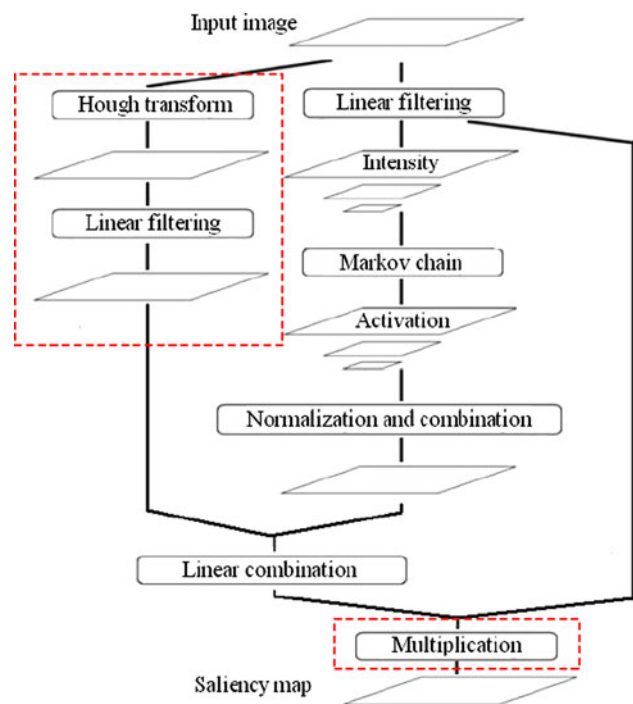 Input image
Hough transform
Linear filtering
Intensity
Linear filtering
Markov chain
Activation
Normalization and combination
Linear combination
Multiplication
Saliency map